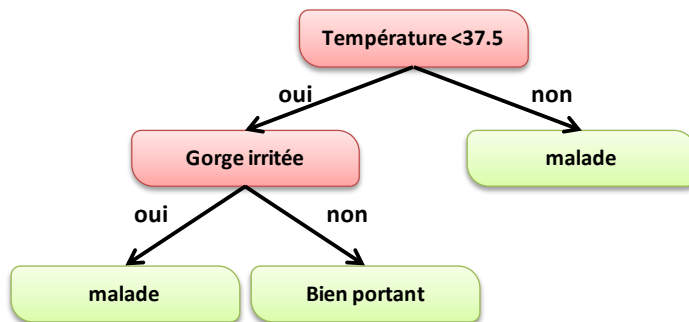 Température <37.5
oui
non
Gorge irritée
malade
oui
non
malade
Bien portant